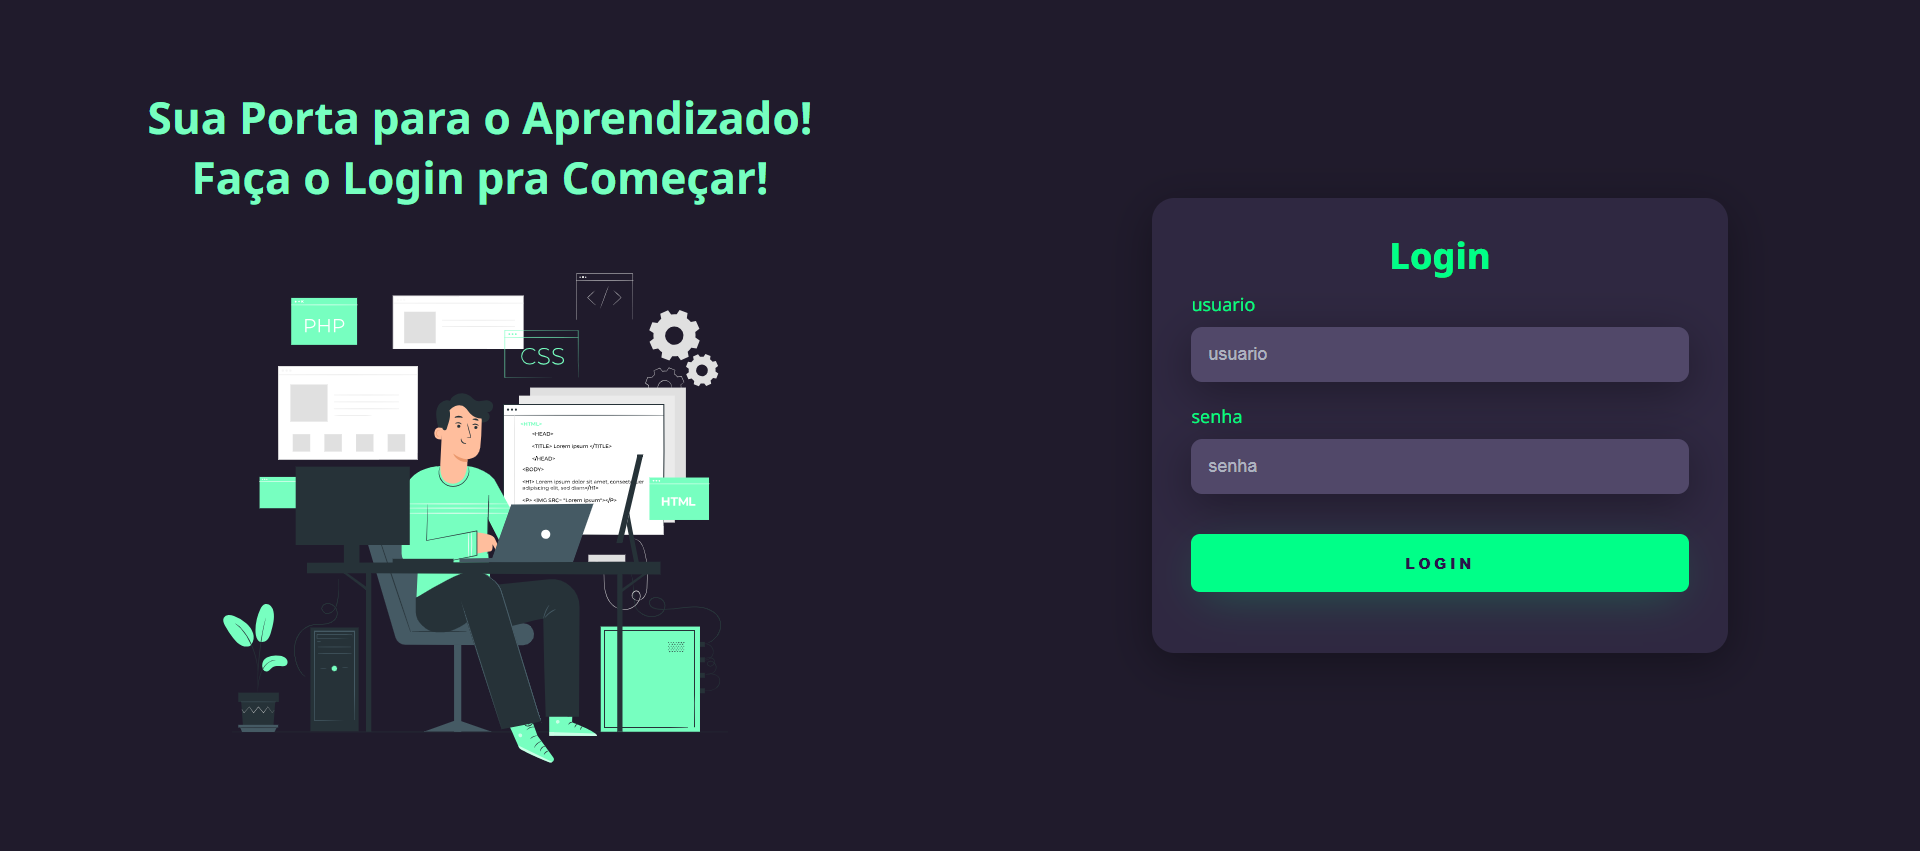 Sua Porta para o Aprendizado!
Faça o Login pra Começar!
PHP
</>
CSS
<HTML>
<HEAD>
<TITLE> Lorem ipsum </TITLE>
</HEAD>
<BODY>
<H1> Lorem ipsum dolor sit amet, consectetuer
adipiscing elit, sed diam</H1>
<P> <IMG SRC= "Lorem ipsum"></P>
HTML
Login
usuario
usuario
senha
senha
LOGIN